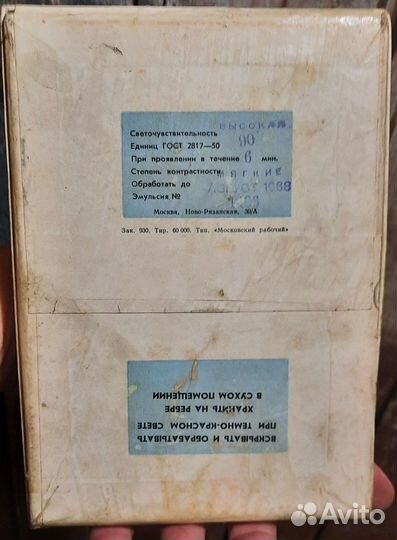 Светочувствительность ВЫСОКАЯ
Единиц ГОСТ 2817—50 90
При проявлении в течение 6 мин.
Степень контрастности МЯГКИЕ
Обработать до АВГУСТ 1968
Эмульсия №
Москва, Ново-Рязанская, 30/А
Зак. 930. Тир. 60 000. Тип. «Московский рабочий»
ВСКРЫВАТЬ И ОБРАБАТЫВАТЬ
ПРИ ТЕМНО-КРАСНОМ СВЕТЕ
ХРАНИТЬ НА РЕБРЕ
В СУХОМ ПОМЕЩЕНИИ
Avito